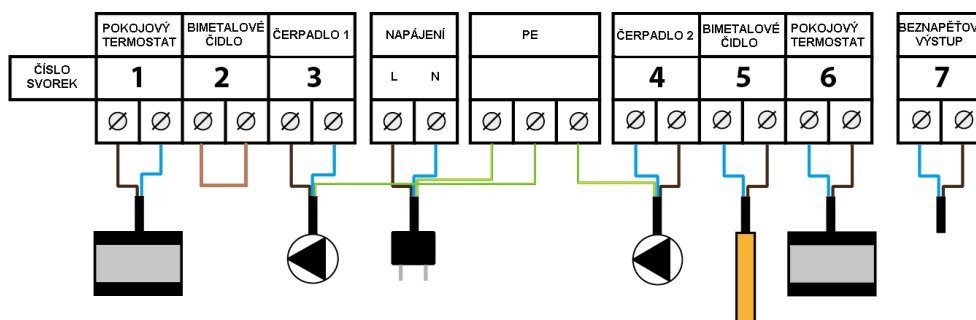 POKOJOVÝ
TERMOSTAT
BIMETALOVÉ
ČIDLO
ČERPADLO 1
NAPÁJENÍ
PE
ČERPADLO 2
BIMETALOVÉ
ČIDLO
POKOJOVÝ
TERMOSTAT
BEZNAPĚŤOV
VÝSTUP
ČÍSLO
SVOREK
1
2
3
L N
4
5
6
7